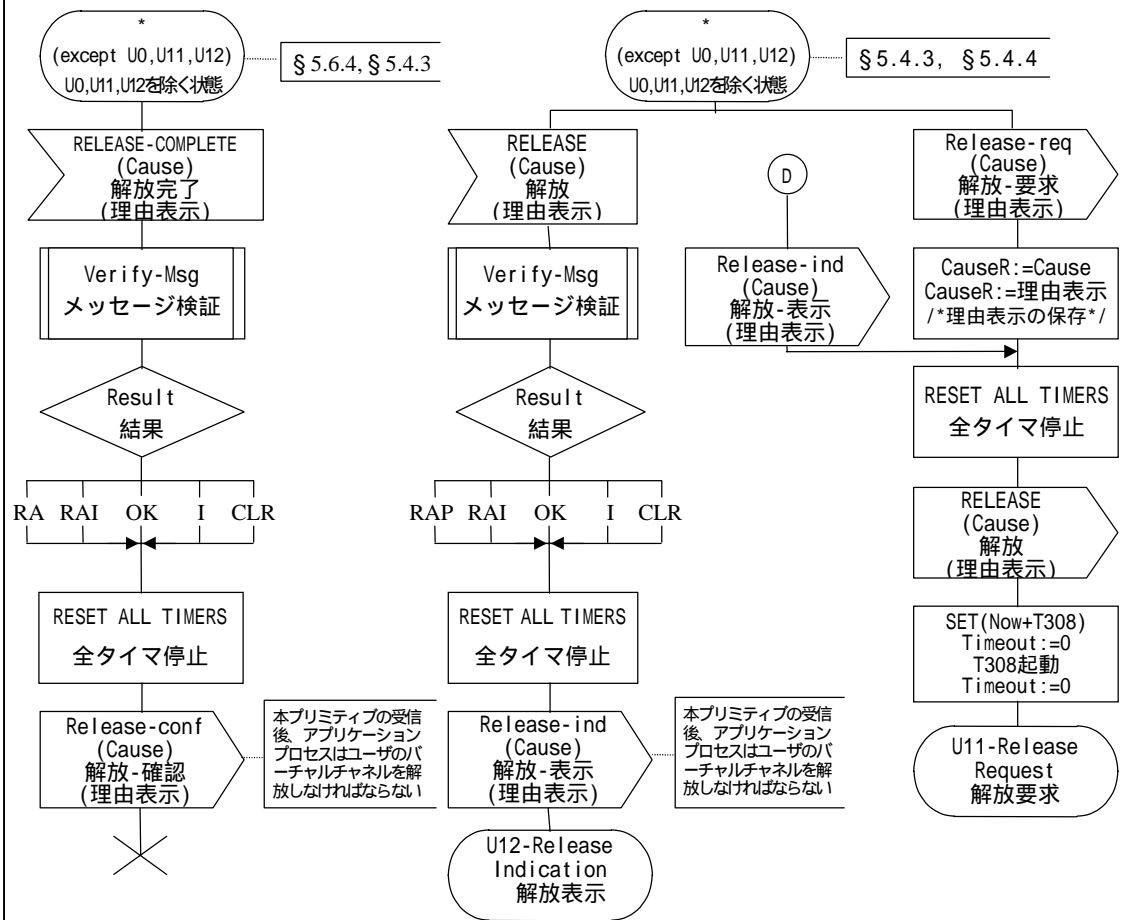 *
(except U0,U11,U12)
U0,U11,U12を除く状態
§5.6.4,§5.4.3
RELEASE-COMPLETE
(Cause)
解放完了
(理由表示)
Verify-Msg
メッセージ検証
Result
結果
RA RAI OK I CLR
RESET ALL TIMERS
全タイマ停止
Release-conf
(Cause)
解放-確認
(理由表示)
本プリミティブの受信
後、アプリケーション
プロセスはユーザのバ
ーチャルチャネルを解
放しなければならない
*
(except U0,U11,U12)
U0,U11,U12を除く状態
§5.4.3, §5.4.4
RELEASE
(Cause)
解放
(理由表示)
Verify-Msg
メッセージ検証
Result
結果
RAP RAI OK I CLR
RESET ALL TIMERS
全タイマ停止
Release-ind
(Cause)
解放-表示
(理由表示)
本プリミティブの受信
後、アプリケーション
プロセスはユーザのバ
ーチャルチャネルを解
放しなければならない
U12-Release
Indication
解放表示
D
Release-ind
(Cause)
解放-表示
(理由表示)
Release-req
(Cause)
解放-要求
(理由表示)
CauseR:=Cause
CauseR:=理由表示
/*理由表示の保存*/
RESET ALL TIMERS
全タイマ停止
RELEASE
(Cause)
解放
(理由表示)
SET(Now+T308)
Timeout:=0
T308起動
Timeout:=0
U11-Release
Request
解放要求